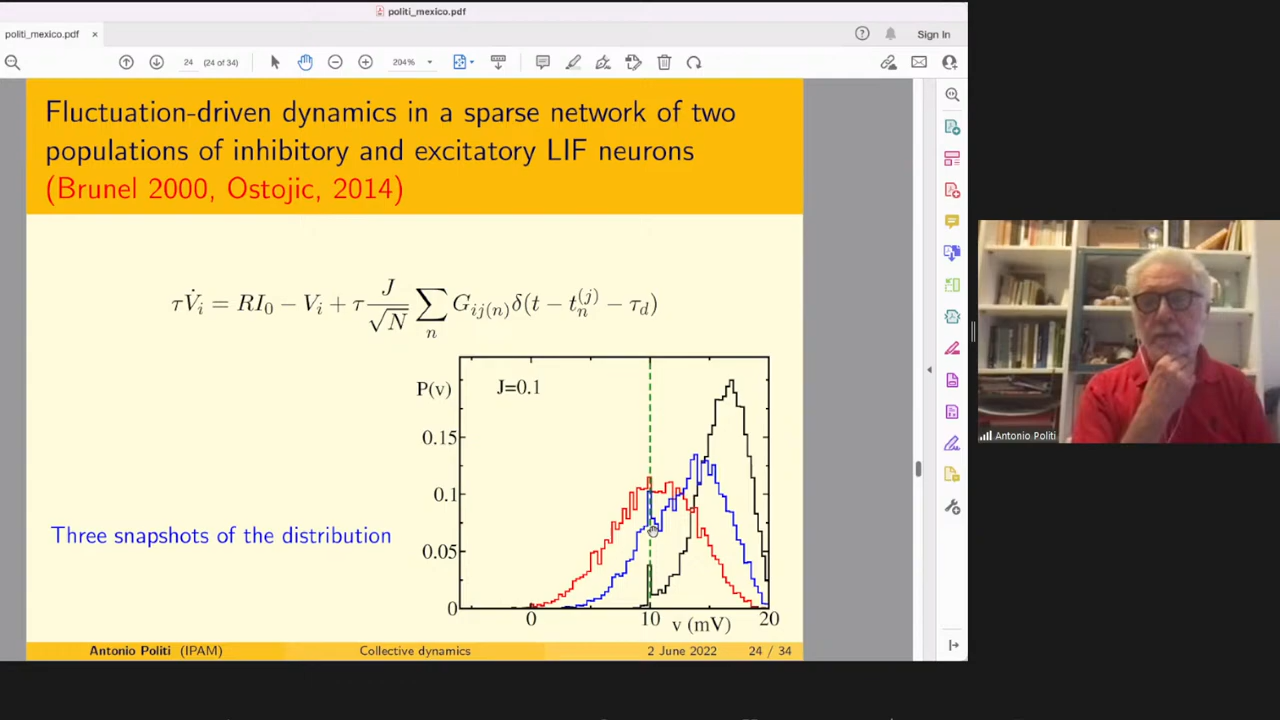 politi_mexico.pdf
politi_mexico.pdf ×
Sign In
24 (24 of 34)
204%
Fluctuation-driven dynamics in a sparse network of two
populations of inhibitory and excitatory LIF neurons
(Brunel 2000, Ostojic, 2014)
τV̇ᵢ = RI₀ − Vᵢ + τ J/√N ∑ₙ G_{ij(n)} δ(t − t_n^{(j)} − τ_d)
P(v)
J=0.1
0.15
0.1
0.05
0
0 10 v (mV) 20
Three snapshots of the distribution
Antonio Politi (IPAM) Collective dynamics 2 June 2022 24 / 34
Antonio Politi